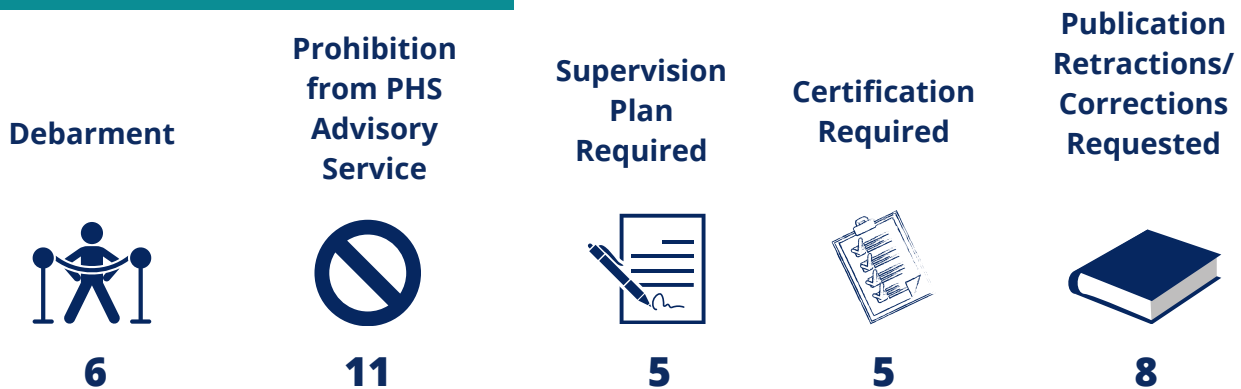 Debarment
Prohibition
from PHS
Advisory
Service
Supervision
Plan
Required
Certification
Required
Publication
Retractions/
Corrections
Requested
6
11
5
5
8